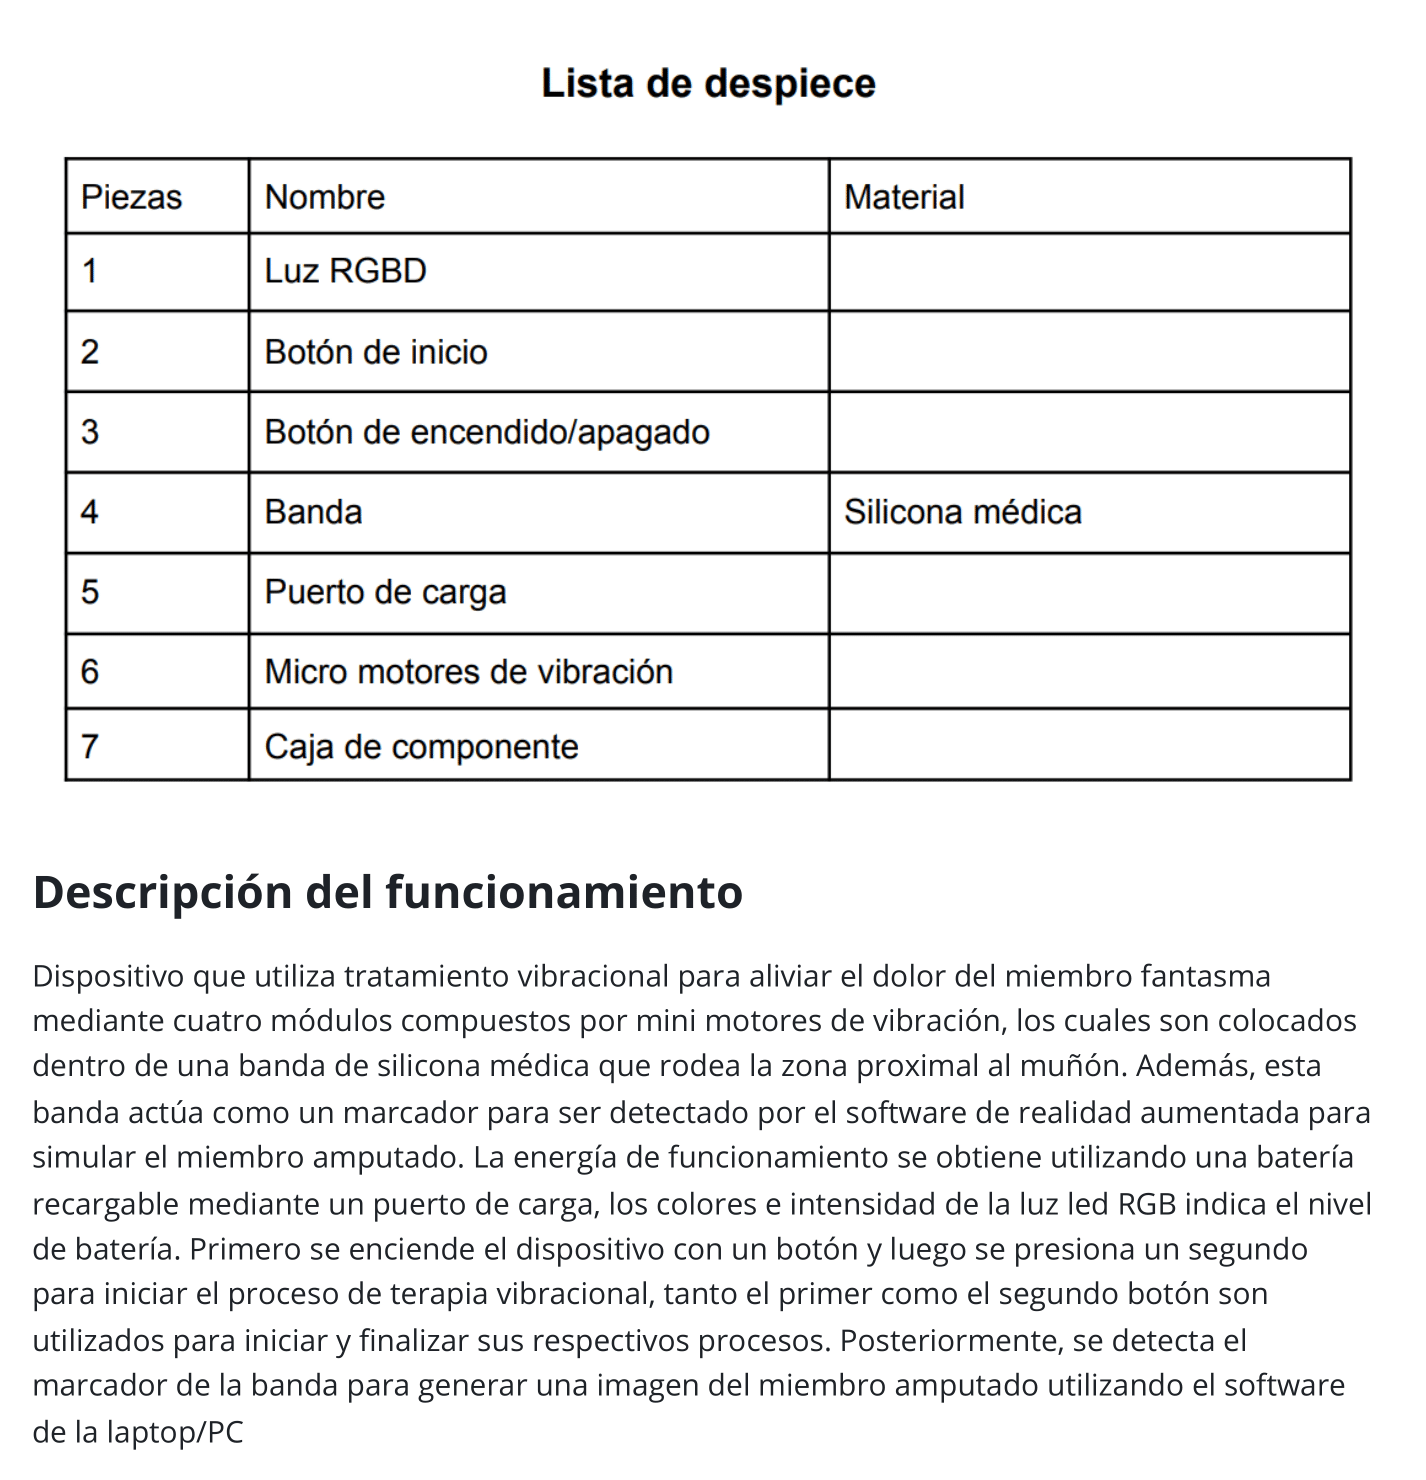 Lista de despiece
Piezas Nombre Material
1 Luz RGBD
2 Botón de inicio
3 Botón de encendido/apagado
4 Banda Silicona médica
5 Puerto de carga
6 Micro motores de vibración
7 Caja de componente
Descripción del funcionamiento
Dispositivo que utiliza tratamiento vibracional para aliviar el dolor del miembro fantasma
mediante cuatro módulos compuestos por mini motores de vibración, los cuales son colocados
dentro de una banda de silicona médica que rodea la zona proximal al muñón. Además, esta
banda actúa como un marcador para ser detectado por el software de realidad aumentada para
simular el miembro amputado. La energía de funcionamiento se obtiene utilizando una batería
recargable mediante un puerto de carga, los colores e intensidad de la luz led RGB indica el nivel
de batería. Primero se enciende el dispositivo con un botón y luego se presiona un segundo
para iniciar el proceso de terapia vibracional, tanto el primer como el segundo botón son
utilizados para iniciar y finalizar sus respectivos procesos. Posteriormente, se detecta el
marcador de la banda para generar una imagen del miembro amputado utilizando el software
de la laptop/PC